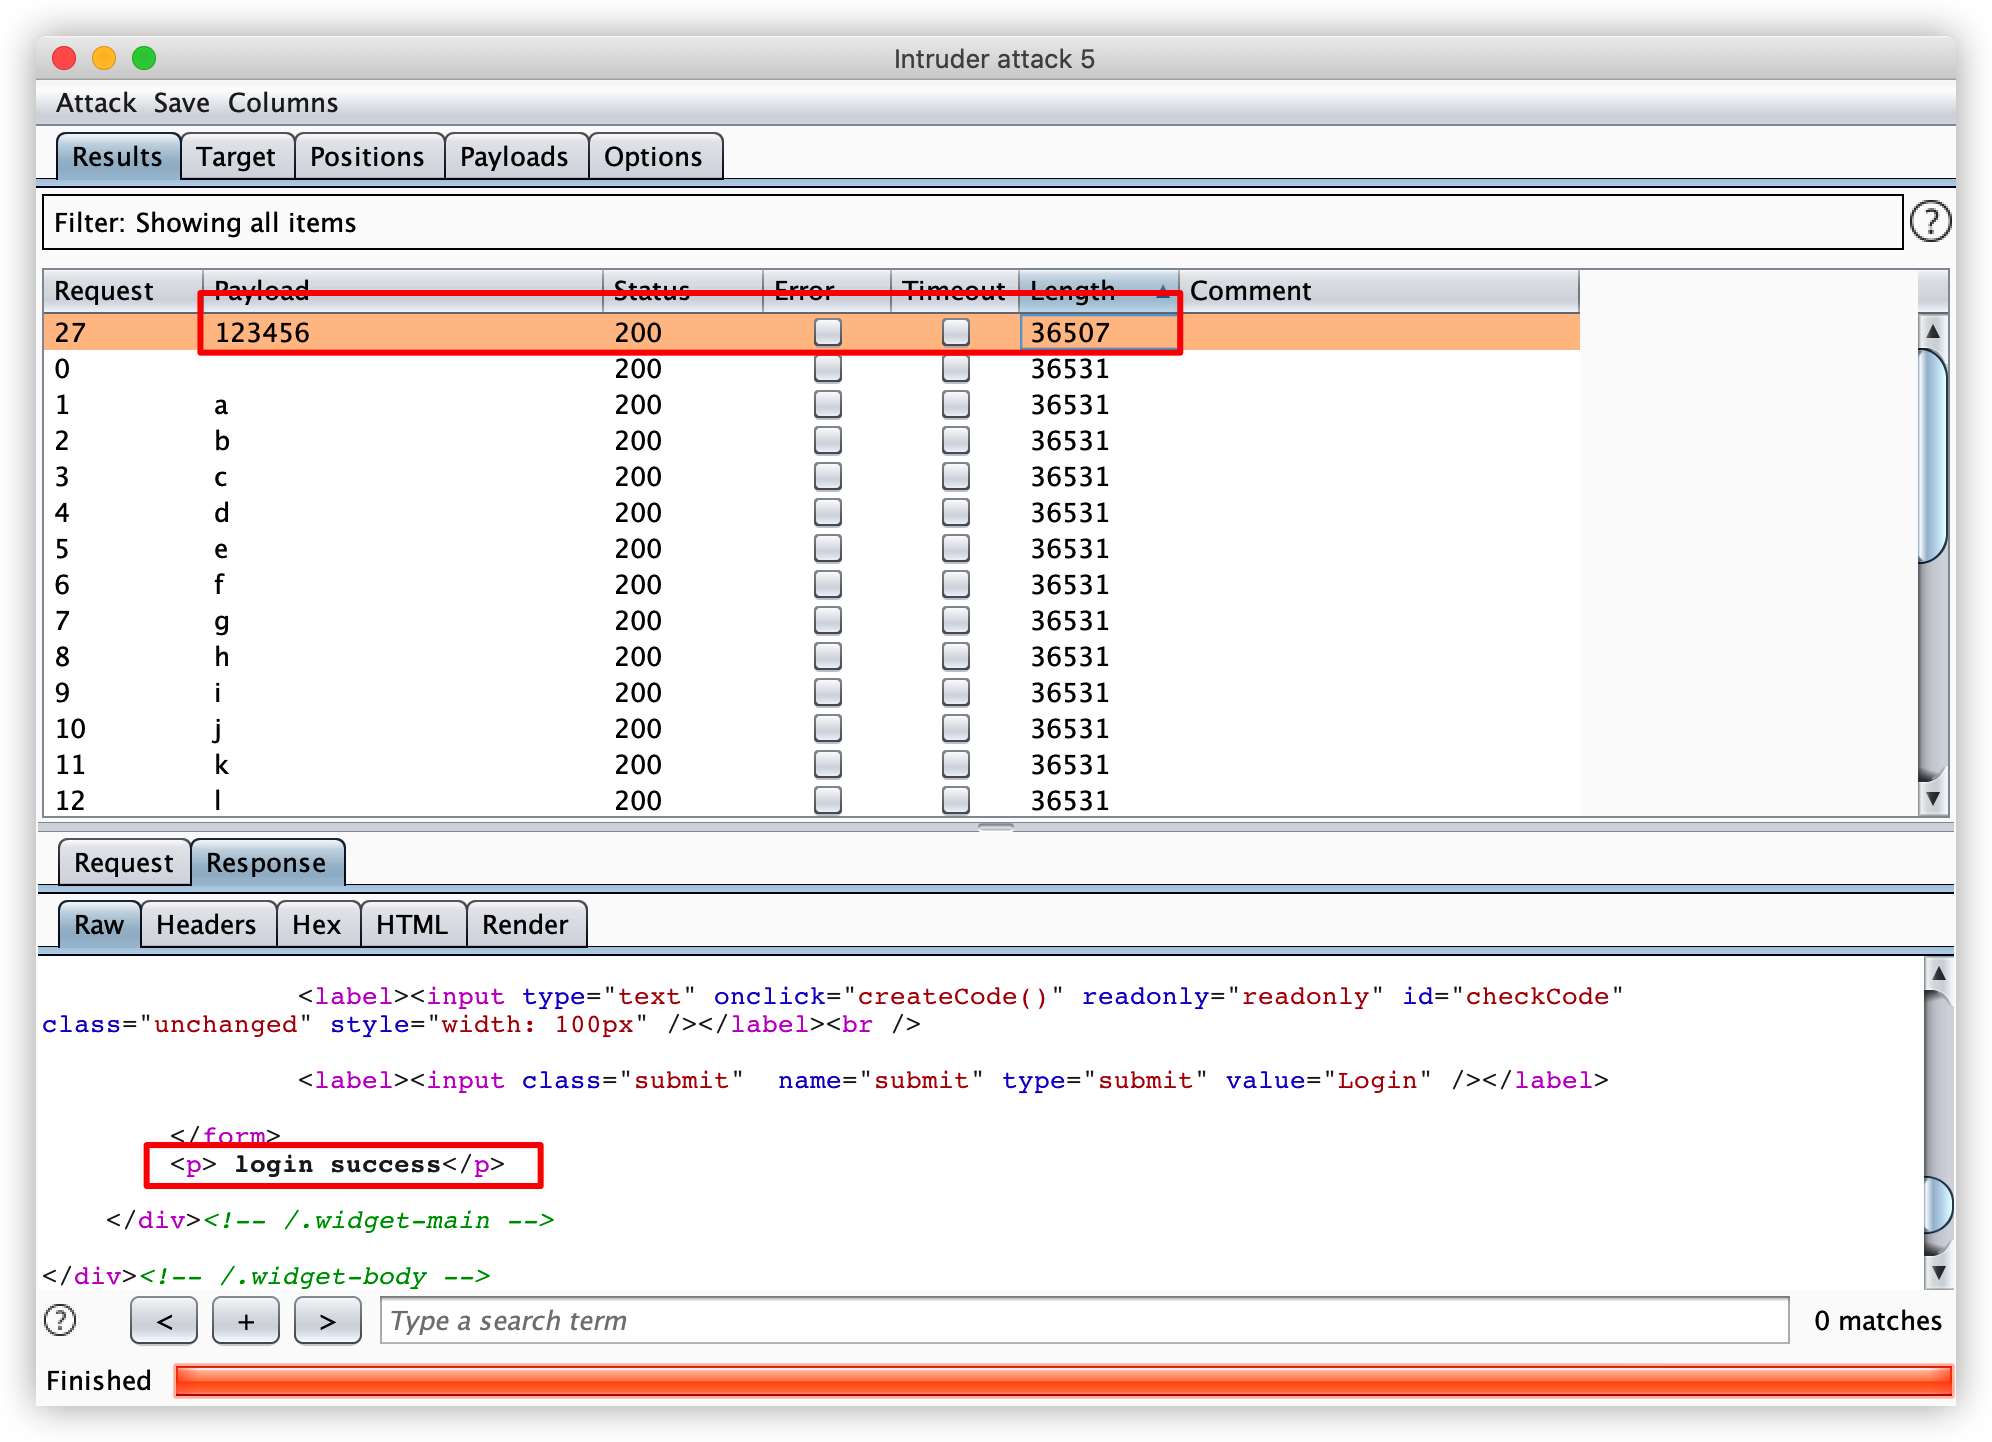 Intruder attack 5
Attack Save Columns
Results Target Positions Payloads Options
Filter: Showing all items ?
Request Payload Status Error Timeout Length Comment
27 123456 200 36507
0 200 36531
1 a 200 36531
2 b 200 36531
3 c 200 36531
4 d 200 36531
5 e 200 36531
6 f 200 36531
7 g 200 36531
8 h 200 36531
9 i 200 36531
10 j 200 36531
11 k 200 36531
12 l 200 36531
Request Response
Raw Headers Hex HTML Render
<label><input type="text" onclick="createCode()" readonly="readonly" id="checkCode"
class="unchanged" style="width: 100px" /></label><br />
<label><input class="submit"  name="submit" type="submit" value="Login" /></label>
</form>
<p> login success</p>
</div><!-- /.widget-main -->
</div><!-- /.widget-body -->
? < + > Type a search term 0 matches
Finished